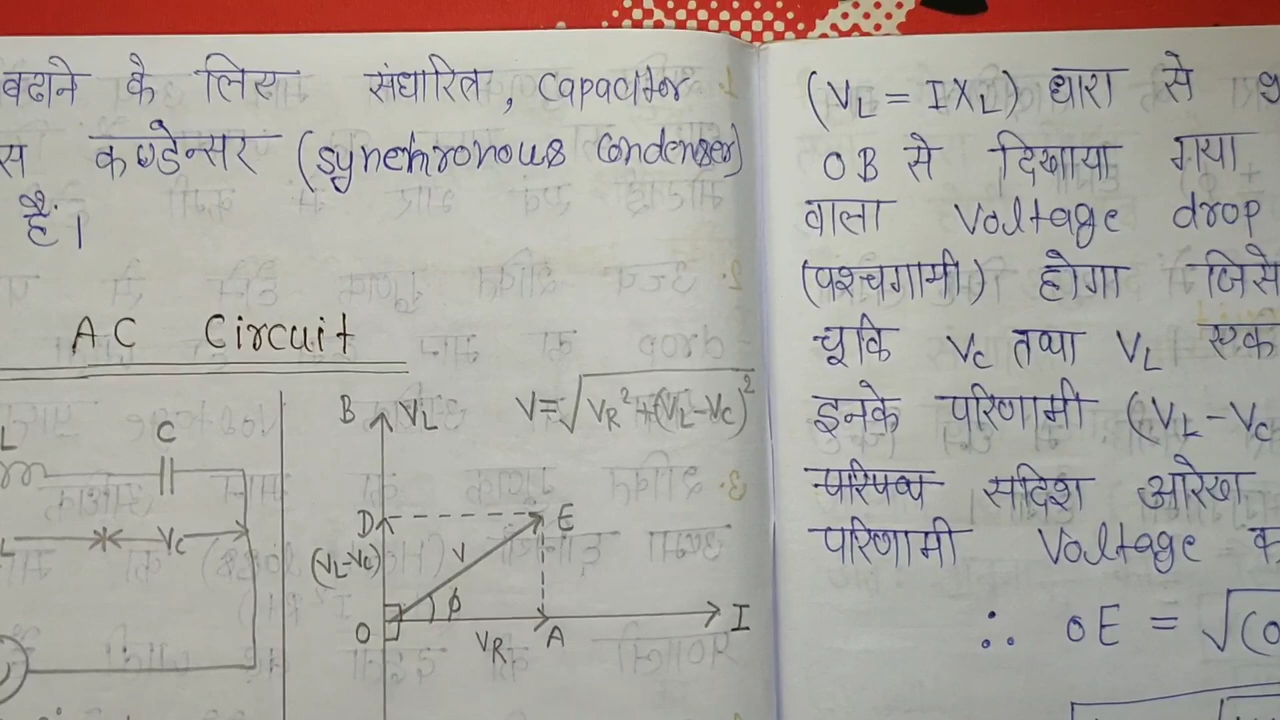 बढाने के लिए संधारित्र, Capacitor
स कण्डेन्सर (synchronous condenser)
हैं।
AC Circuit
L
C
L
Vc
B
VL
V=√VR²+(VL-Vc)²
D
E
(VL-Vc)
V
φ
O
VR
A
I
(VL = IXL) धारा से
OB से दिखाया गया
वाला Voltage drop
(पश्चगामी) होगा जिसे
चूकि Vc तथा VL एक
इनके परिणामी (VL-Vc
परिपथ सदिश आरेख
परिणामी Voltage क
∴ OE = √(O